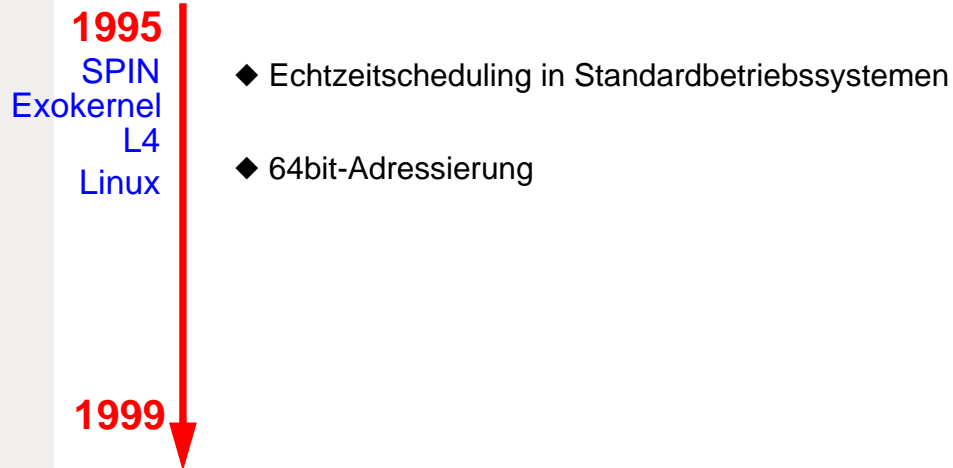 1995
SPIN
Exokernel
L4
Linux
◆ Echtzeitscheduling in Standardbetriebssystemen
◆ 64bit-Adressierung
1999